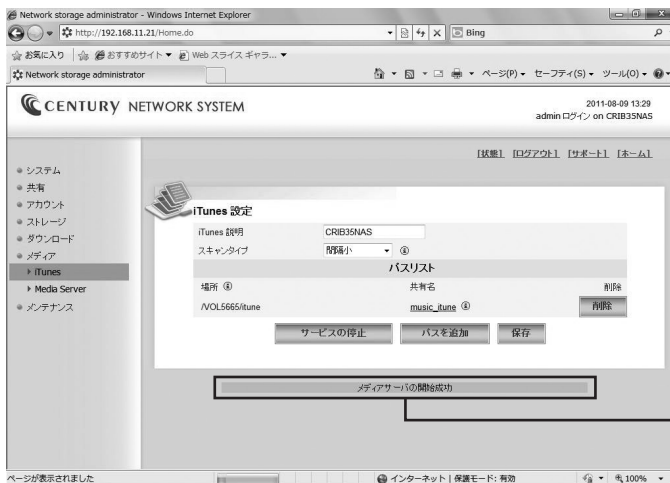 Network storage administrator - Windows Internet Explorer
http://192.168.11.21/Home.do
Bing
お気に入り おすすめサイト Web スライス ギャラ...
Network storage administrator
ページ(P) セーフティ(S) ツール(O)
CENTURY NETWORK SYSTEM
2011-08-09 13:29
admin ログイン on CRIB35NAS
[状態] [ログアウト] [サポート] [ホーム]
システム
共有
アカウント
ストレージ
ダウンロード
メディア
iTunes
Media Server
メンテナンス
iTunes 設定
iTunes 説明 CRIB35NAS
スキャンタイプ 間隔小
パスリスト
場所 共有名 削除
/VOL5665/itune music_itune 削除
サービスの停止 パスを追加 保存
メディアサーバの開始成功
ページが表示されました インターネット | 保護モード: 有効 100%